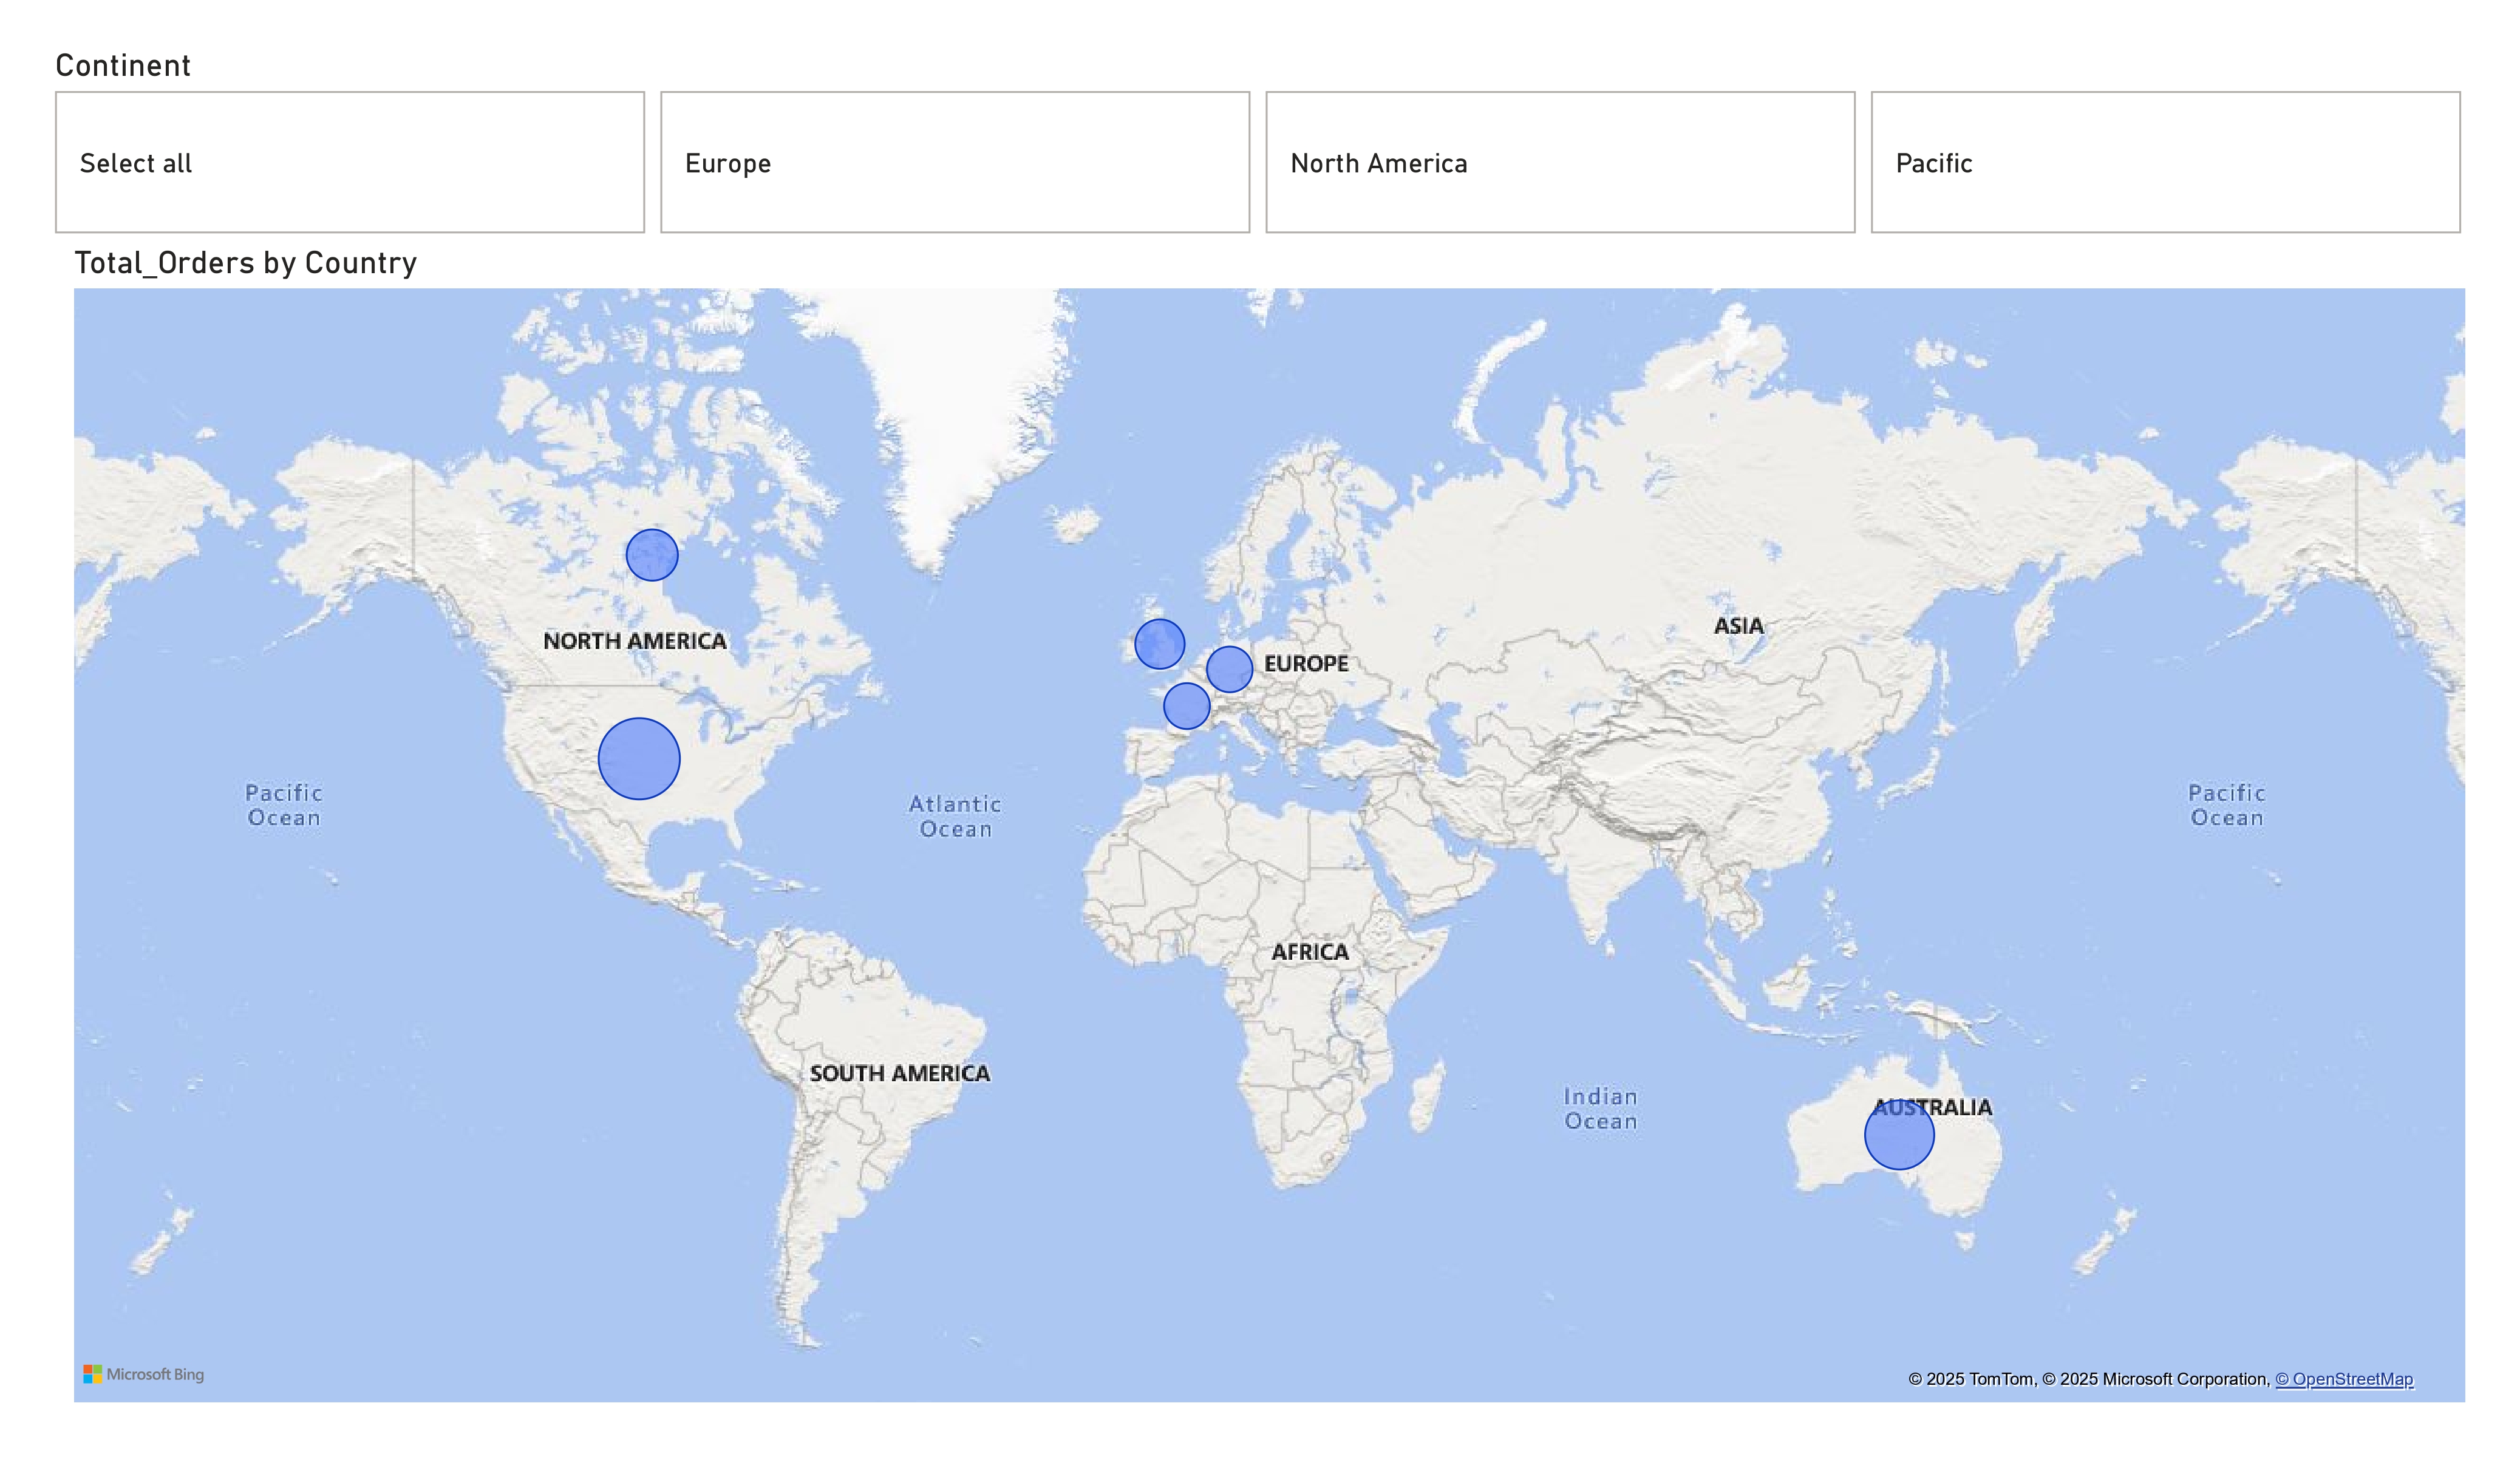 Continent
Select all
Europe
North America
Pacific
Total_Orders by Country
NORTH AMERICA
ASIA
EUROPE
Pacific
Ocean
Atlantic
Ocean
Pacific
Ocean
AFRICA
SOUTH AMERICA
Indian
Ocean
AUSTRALIA
Microsoft Bing
© 2025 TomTom, © 2025 Microsoft Corporation, © OpenStreetMap